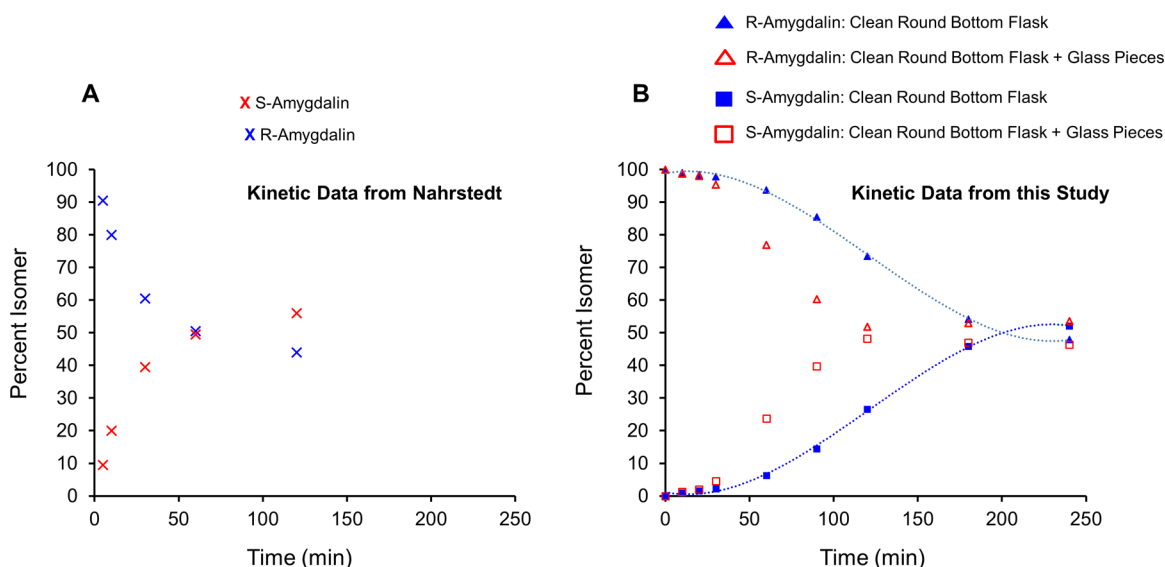 A
S-Amygdalin
R-Amygdalin
Kinetic Data from Nahrstedt
Percent Isomer
100
90
80
70
60
50
40
30
20
10
0
0 50 100 150 200 250
Time (min)
R-Amygdalin: Clean Round Bottom Flask
R-Amygdalin: Clean Round Bottom Flask + Glass Pieces
B
S-Amygdalin: Clean Round Bottom Flask
S-Amygdalin: Clean Round Bottom Flask + Glass Pieces
Kinetic Data from this Study
Percent Isomer
100
90
80
70
60
50
40
30
20
10
0
0 50 100 150 200 250
Time (min)